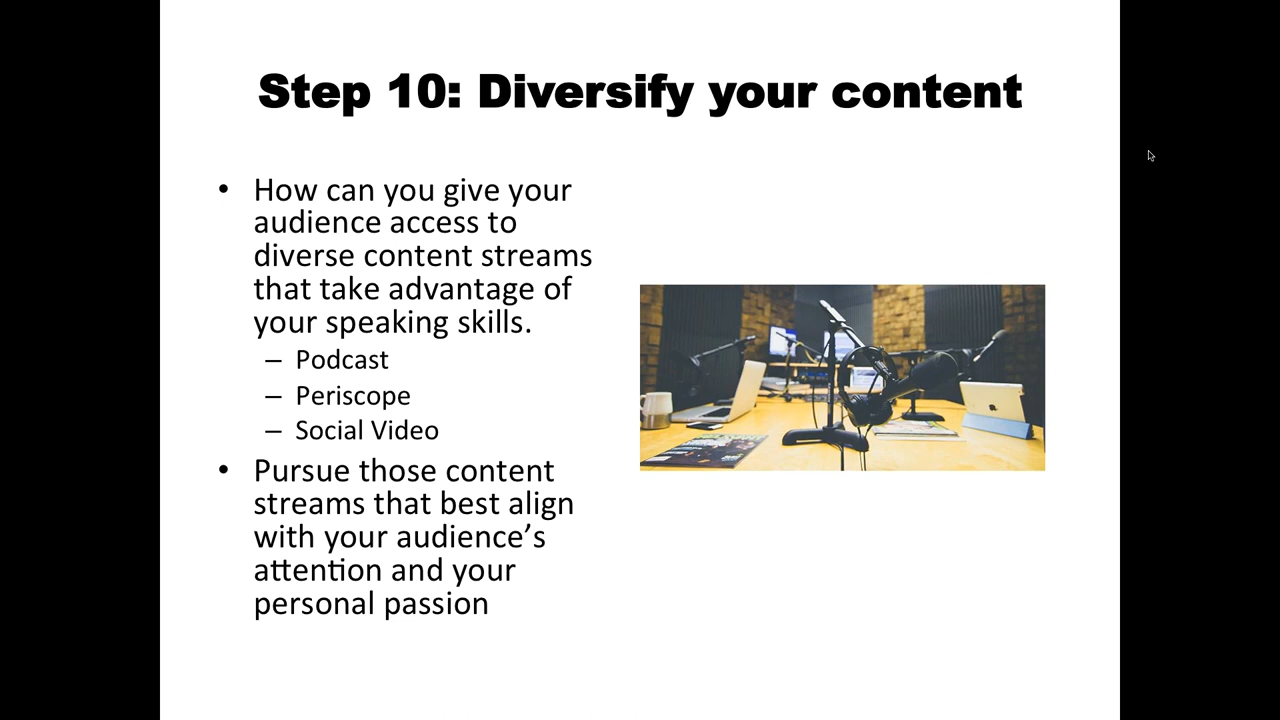 Step 10: Diversify your content
• How can you give your
audience access to
diverse content streams
that take advantage of
your speaking skills.
– Podcast
– Periscope
– Social Video
• Pursue those content
streams that best align
with your audience’s
attention and your
personal passion